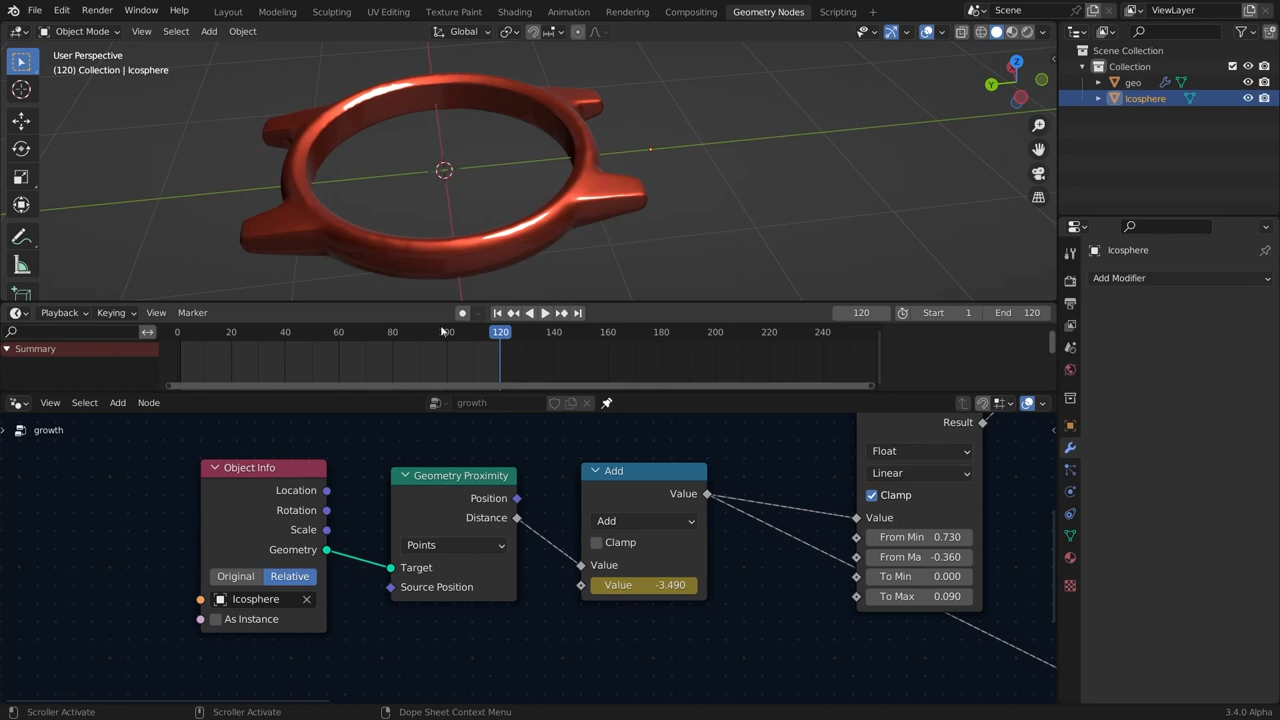 File Edit Render Window Help Layout Modeling Sculpting UV Editing Texture Paint Shading Animation Rendering Compositing Geometry Nodes Scripting Scene ViewLayer
Object Mode View Select Add Object Global
User Perspective
(120) Collection | Icosphere
Z
Y
Scene Collection
Collection
geo
Icosphere
Icosphere
Add Modifier
Playback Keying View Marker 120 Start 1 End 120
0 20 40 60 80 100 120 140 160 180 200 220 240
Summary
View Select Add Node growth
growth
Object Info
Location
Rotation
Scale
Geometry
Original Relative
Icosphere
As Instance
Geometry Proximity
Position
Distance
Points
Target
Source Position
Add
Value
Add
Clamp
Value
Value -3.490
Result
Float
Linear
Clamp
Value
From Min 0.730
From Ma -0.360
To Min 0.000
To Max 0.090
Scroller Activate Scroller Activate Dope Sheet Context Menu 3.4.0 Alpha